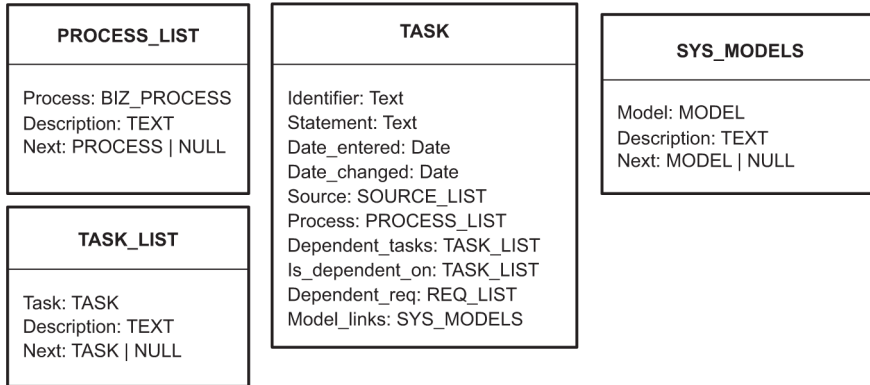 PROCESS_LIST
Process: BIZ_PROCESS
Description: TEXT
Next: PROCESS | NULL
TASK_LIST
Task: TASK
Description: TEXT
Next: TASK | NULL
TASK
Identifier: Text
Statement: Text
Date_entered: Date
Date_changed: Date
Source: SOURCE_LIST
Process: PROCESS_LIST
Dependent_tasks: TASK_LIST
Is_dependent_on: TASK_LIST
Dependent_req: REQ_LIST
Model_links: SYS_MODELS
SYS_MODELS
Model: MODEL
Description: TEXT
Next: MODEL | NULL